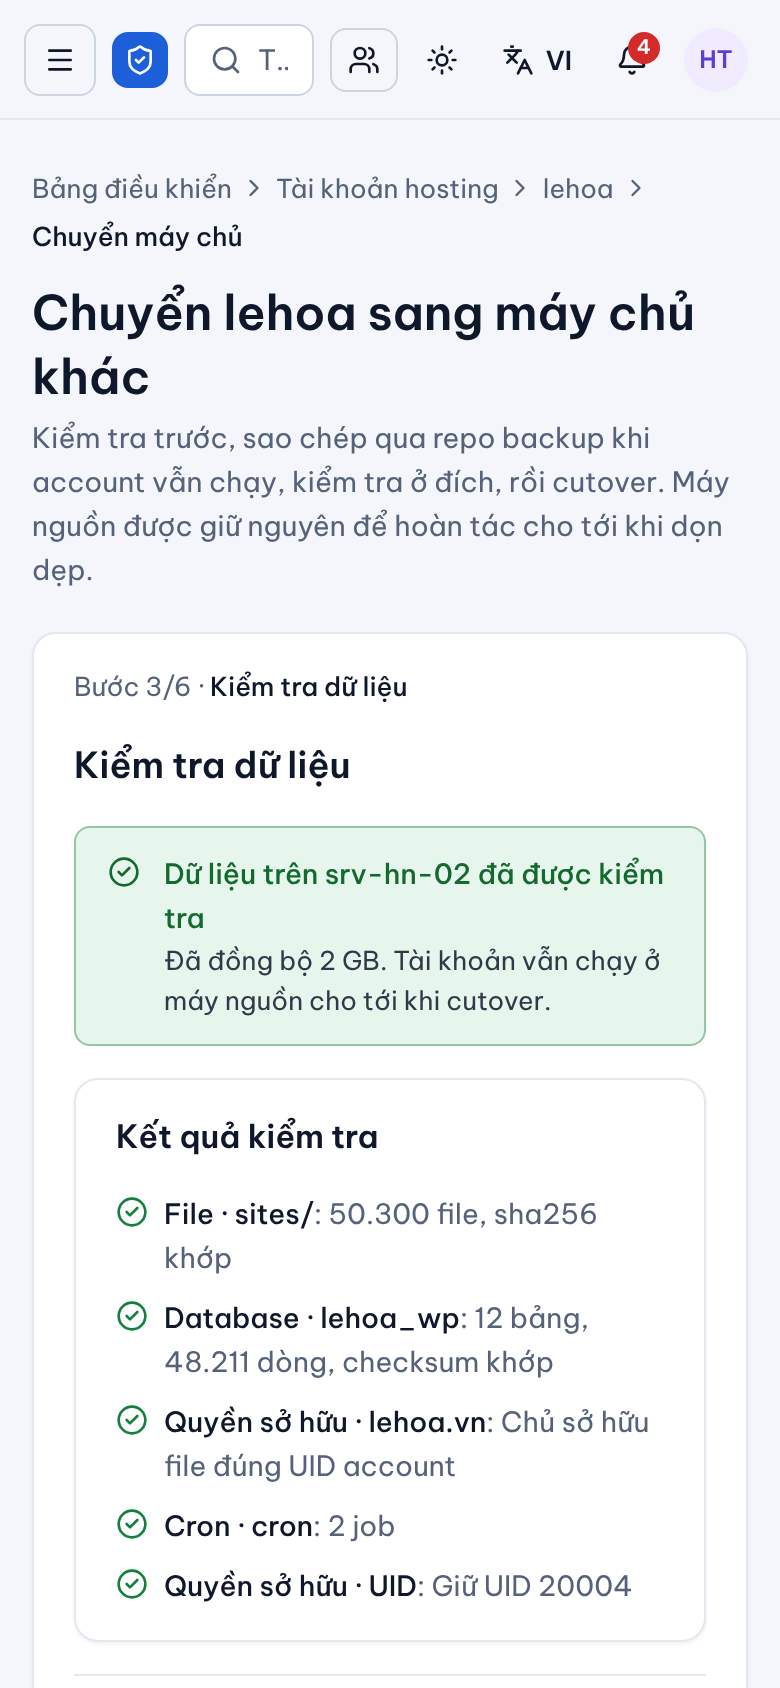 T..
VI
4
HT
Bảng điều khiển > Tài khoản hosting > lehoa >
Chuyển máy chủ
Chuyển lehoa sang máy chủ
khác
Kiểm tra trước, sao chép qua repo backup khi
account vẫn chạy, kiểm tra ở đích, rồi cutover. Máy
nguồn được giữ nguyên để hoàn tác cho tới khi dọn
dẹp.
Bước 3/6 · Kiểm tra dữ liệu
Kiểm tra dữ liệu
Dữ liệu trên srv-hn-02 đã được kiểm
tra
Đã đồng bộ 2 GB. Tài khoản vẫn chạy ở
máy nguồn cho tới khi cutover.
Kết quả kiểm tra
File · sites/: 50.300 file, sha256
khớp
Database · lehoa_wp: 12 bảng,
48.211 dòng, checksum khớp
Quyền sở hữu · lehoa.vn: Chủ sở hữu
file đúng UID account
Cron · cron: 2 job
Quyền sở hữu · UID: Giữ UID 20004